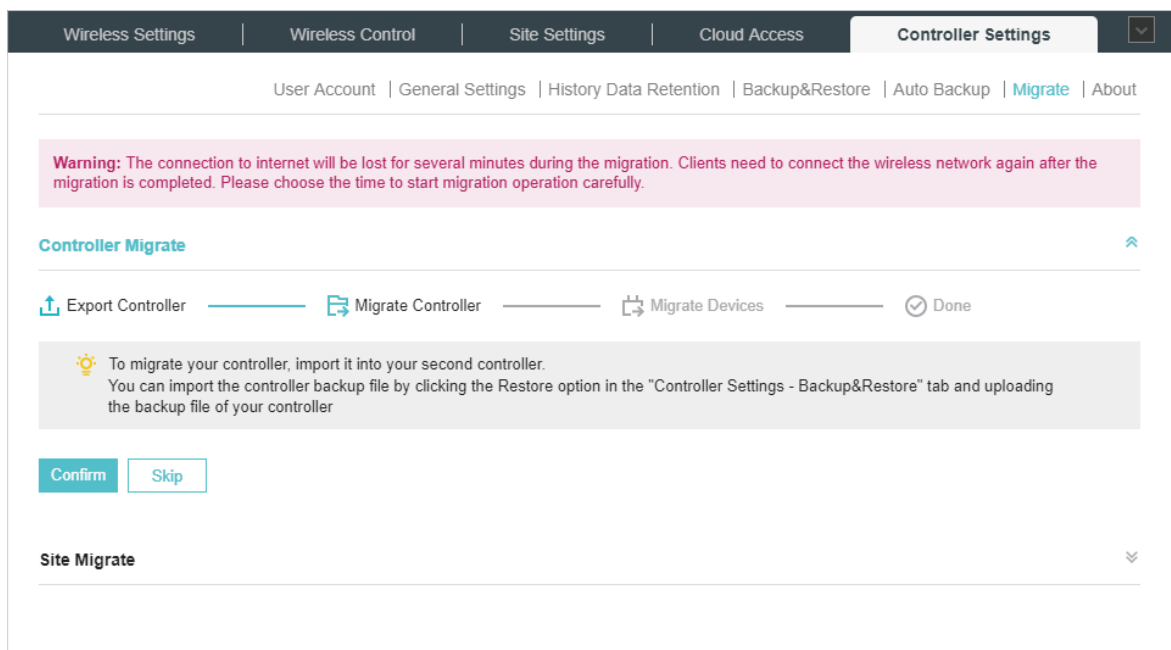 Wireless Settings | Wireless Control | Site Settings | Cloud Access Controller Settings
User Account | General Settings | History Data Retention | Backup&Restore | Auto Backup | Migrate | About
Warning: The connection to internet will be lost for several minutes during the migration. Clients need to connect the wireless network again after the
migration is completed. Please choose the time to start migration operation carefully.
Controller Migrate
Export Controller Migrate Controller Migrate Devices Done
To migrate your controller, import it into your second controller.
You can import the controller backup file by clicking the Restore option in the "Controller Settings - Backup&Restore" tab and uploading
the backup file of your controller
Confirm Skip
Site Migrate